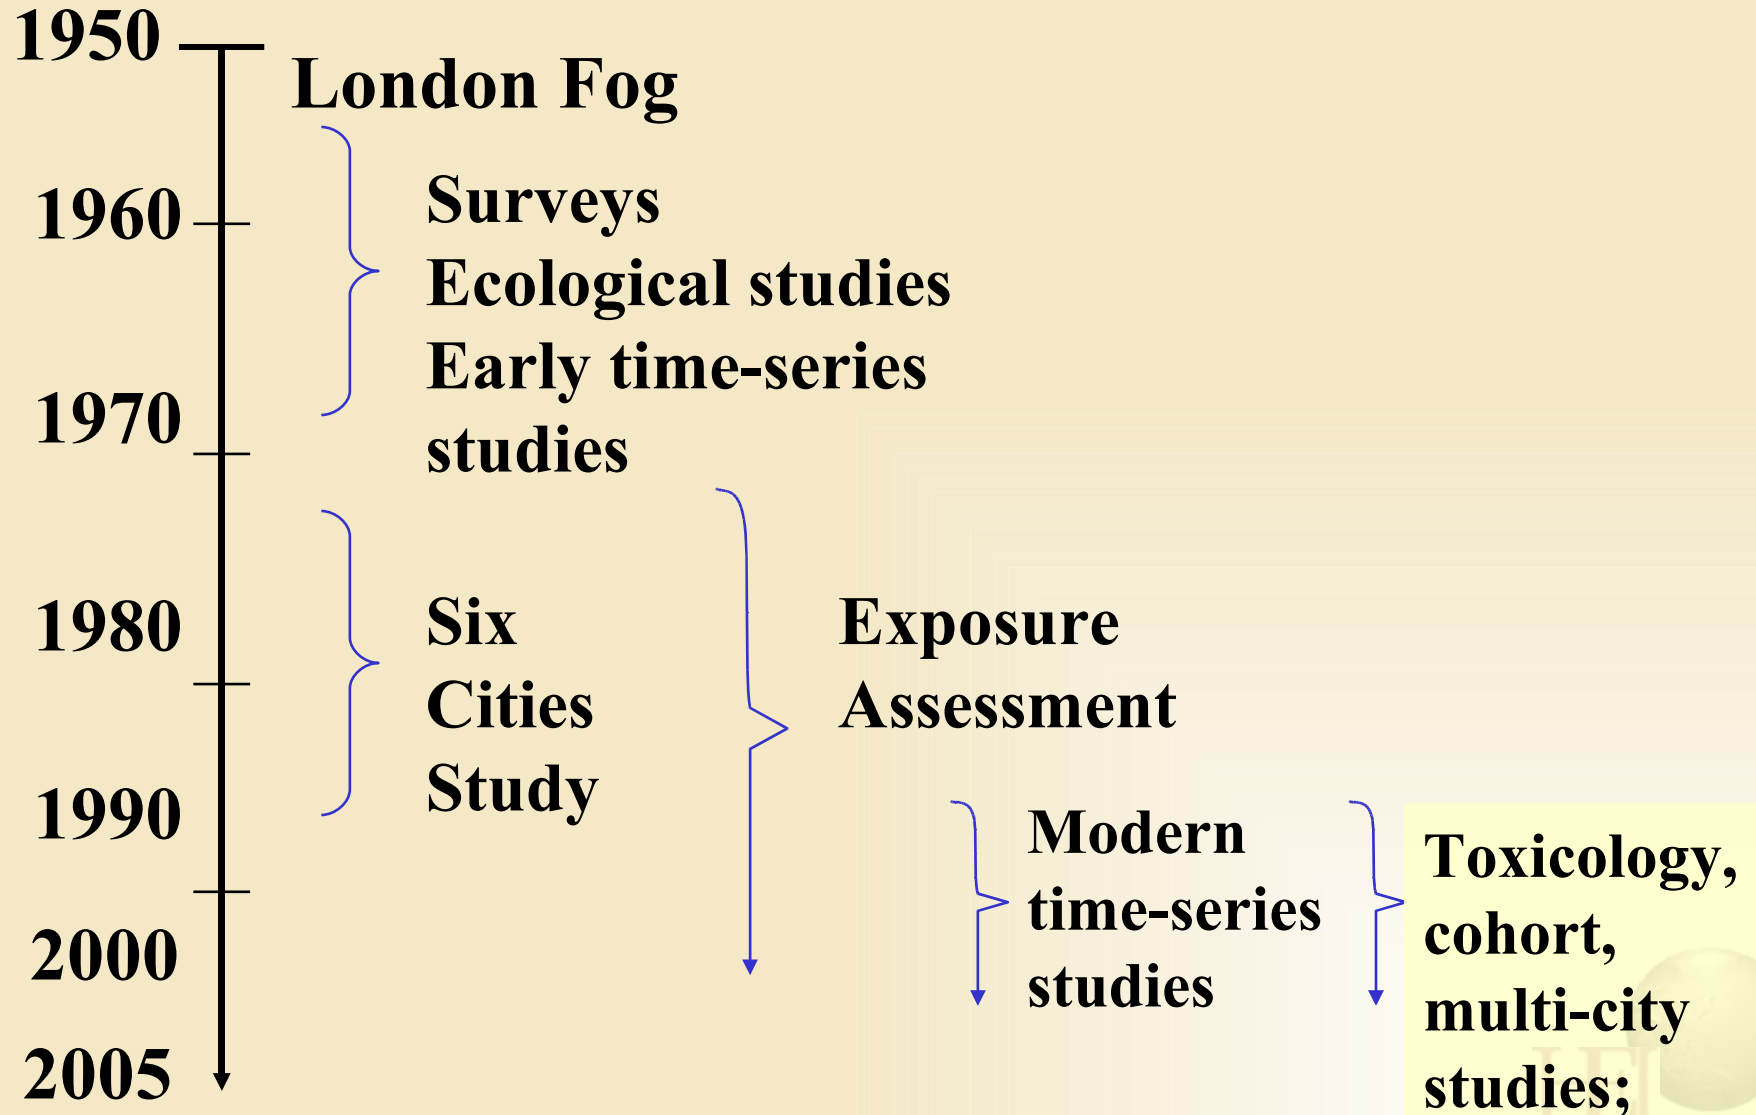 1950
London Fog
1960
Surveys
Ecological studies
Early time-series
studies
1970
1980
Six
Cities
Study
Exposure
Assessment
1990
Modern
time-series
studies
Toxicology,
cohort,
multi-city
studies;
2000
2005